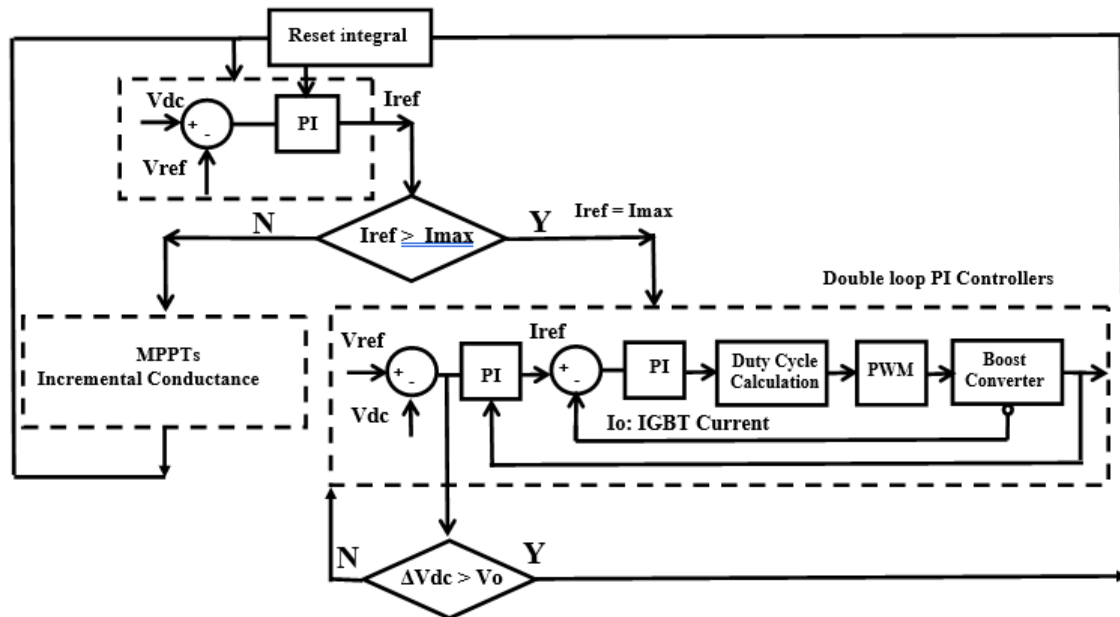 Reset integral
Vdc
+
-
PI
Iref
Vref
N
Iref > Imax
Y
Iref = Imax
Double loop PI Controllers
MPPTs
Incremental Conductance
Vref
+
-
Vdc
PI
Iref
+
-
PI
Duty Cycle
Calculation
PWM
Boost
Converter
Io: IGBT Current
N
ΔVdc > Vo
Y